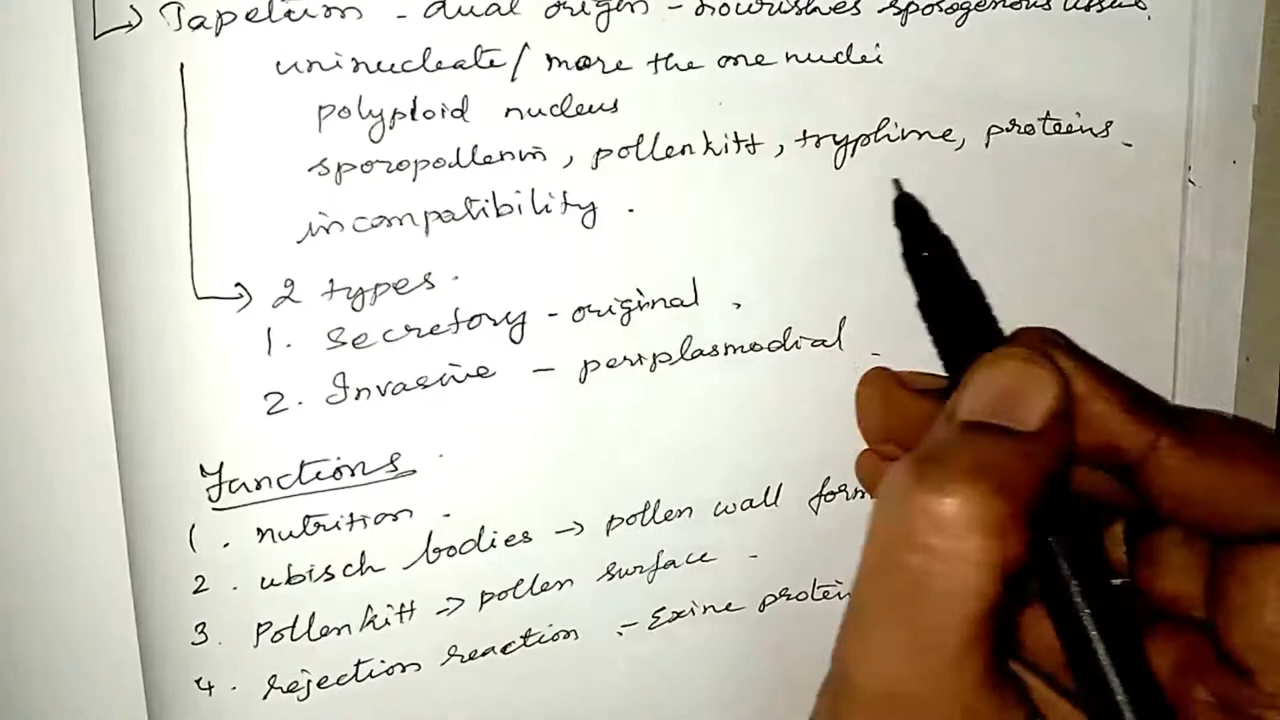 Tapetum - dual origin - nourishes sporogenous tissue.
uninucleate / more the one nuclei
polyploid nucleus
sporopollenin, pollenkitt, tryphime, proteins.
incompatibility.
2 types.
1. Secretory - original,
2. Invasive - periplasmodial.
Functions
1. nutrition.
2. ubisch bodies → pollen wall form
3. Pollenkitt → pollen surface.
4. rejection reaction :- Exine protein